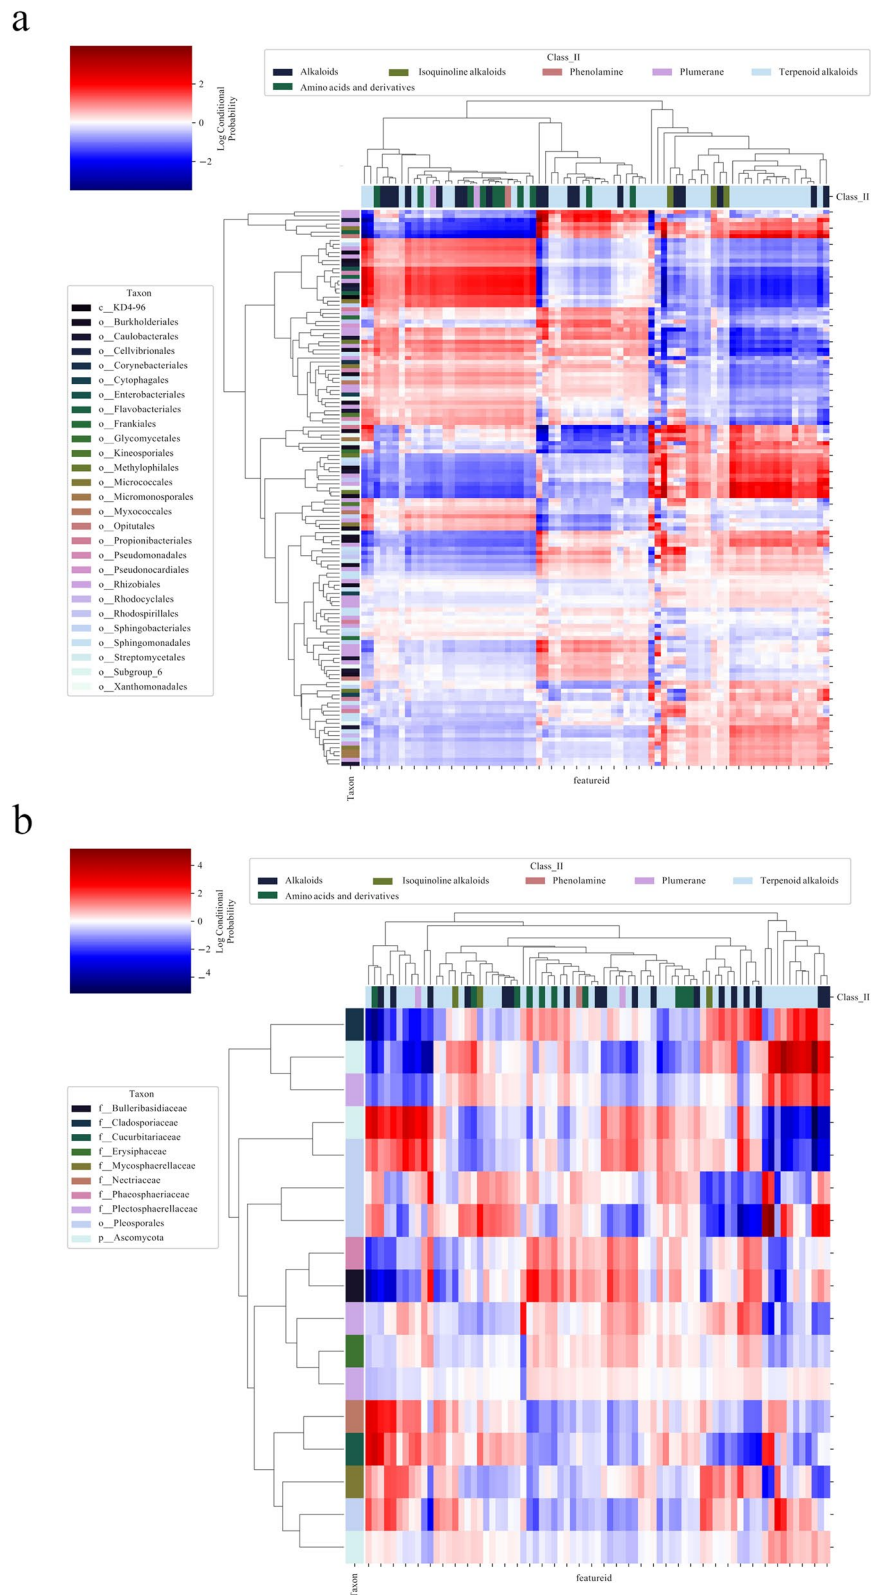 a
Class_II
Alkaloids
Isoquinoline alkaloids
Phenolamine
Plumerane
Terpenoid alkaloids
Amino acids and derivatives
2
0
−2
Log Conditional
Probability
Class_II
Taxon
c__KD4-96
o__Burkholderiales
o__Caulobacterales
o__Cellvibrionales
o__Corynebacteriales
o__Cytophagales
o__Enterobacteriales
o__Flavobacteriales
o__Frankiales
o__Glycomycetales
o__Kineosporiales
o__Methylophilales
o__Micrococcales
o__Micromonosporales
o__Myxococcales
o__Opitutales
o__Propionibacteriales
o__Pseudomonadales
o__Pseudonocardiales
o__Rhizobiales
o__Rhodocyclales
o__Rhodospirillales
o__Sphingobacteriales
o__Sphingomonadales
o__Streptomycetales
o__Subgroup_6
o__Xanthomonadales
Taxon
featureid
b
Class_II
Alkaloids
Isoquinoline alkaloids
Phenolamine
Plumerane
Terpenoid alkaloids
Amino acids and derivatives
4
2
0
−2
−4
Log Conditional
Probability
Class_II
Taxon
f__Bulleribasidiaceae
f__Cladosporiaceae
f__Cucurbitariaceae
f__Erysiphaceae
f__Mycosphaerellaceae
f__Nectriaceae
f__Phaeosphaeriaceae
f__Plectosphaerellaceae
o__Pleosporales
p__Ascomycota
Taxon
featureid